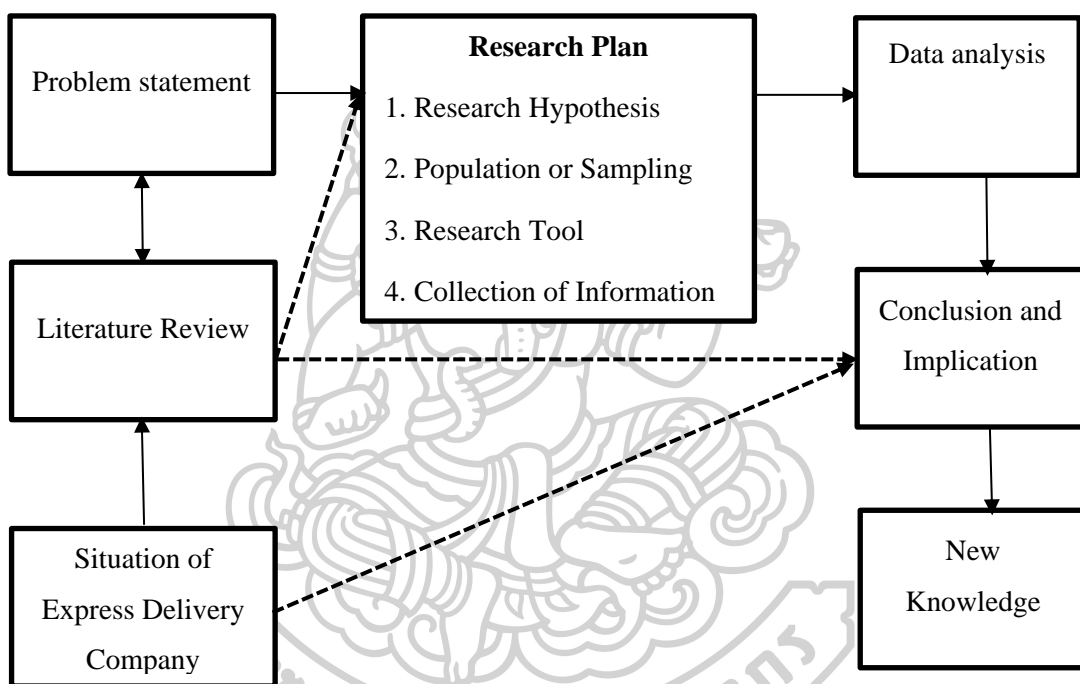 Problem statement
Research Plan
1. Research Hypothesis
2. Population or Sampling
3. Research Tool
4. Collection of Information
Data analysis
Literature Review
Conclusion and
Implication
Situation of
Express Delivery
Company
New
Knowledge